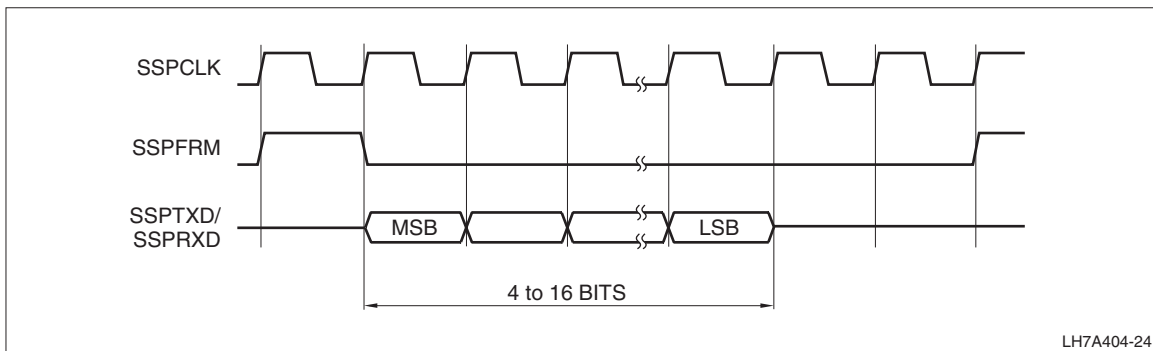 SSPCLK
SSPFRM
SSPTXD/
SSPRXD
MSB
LSB
4 to 16 BITS
LH7A404-24